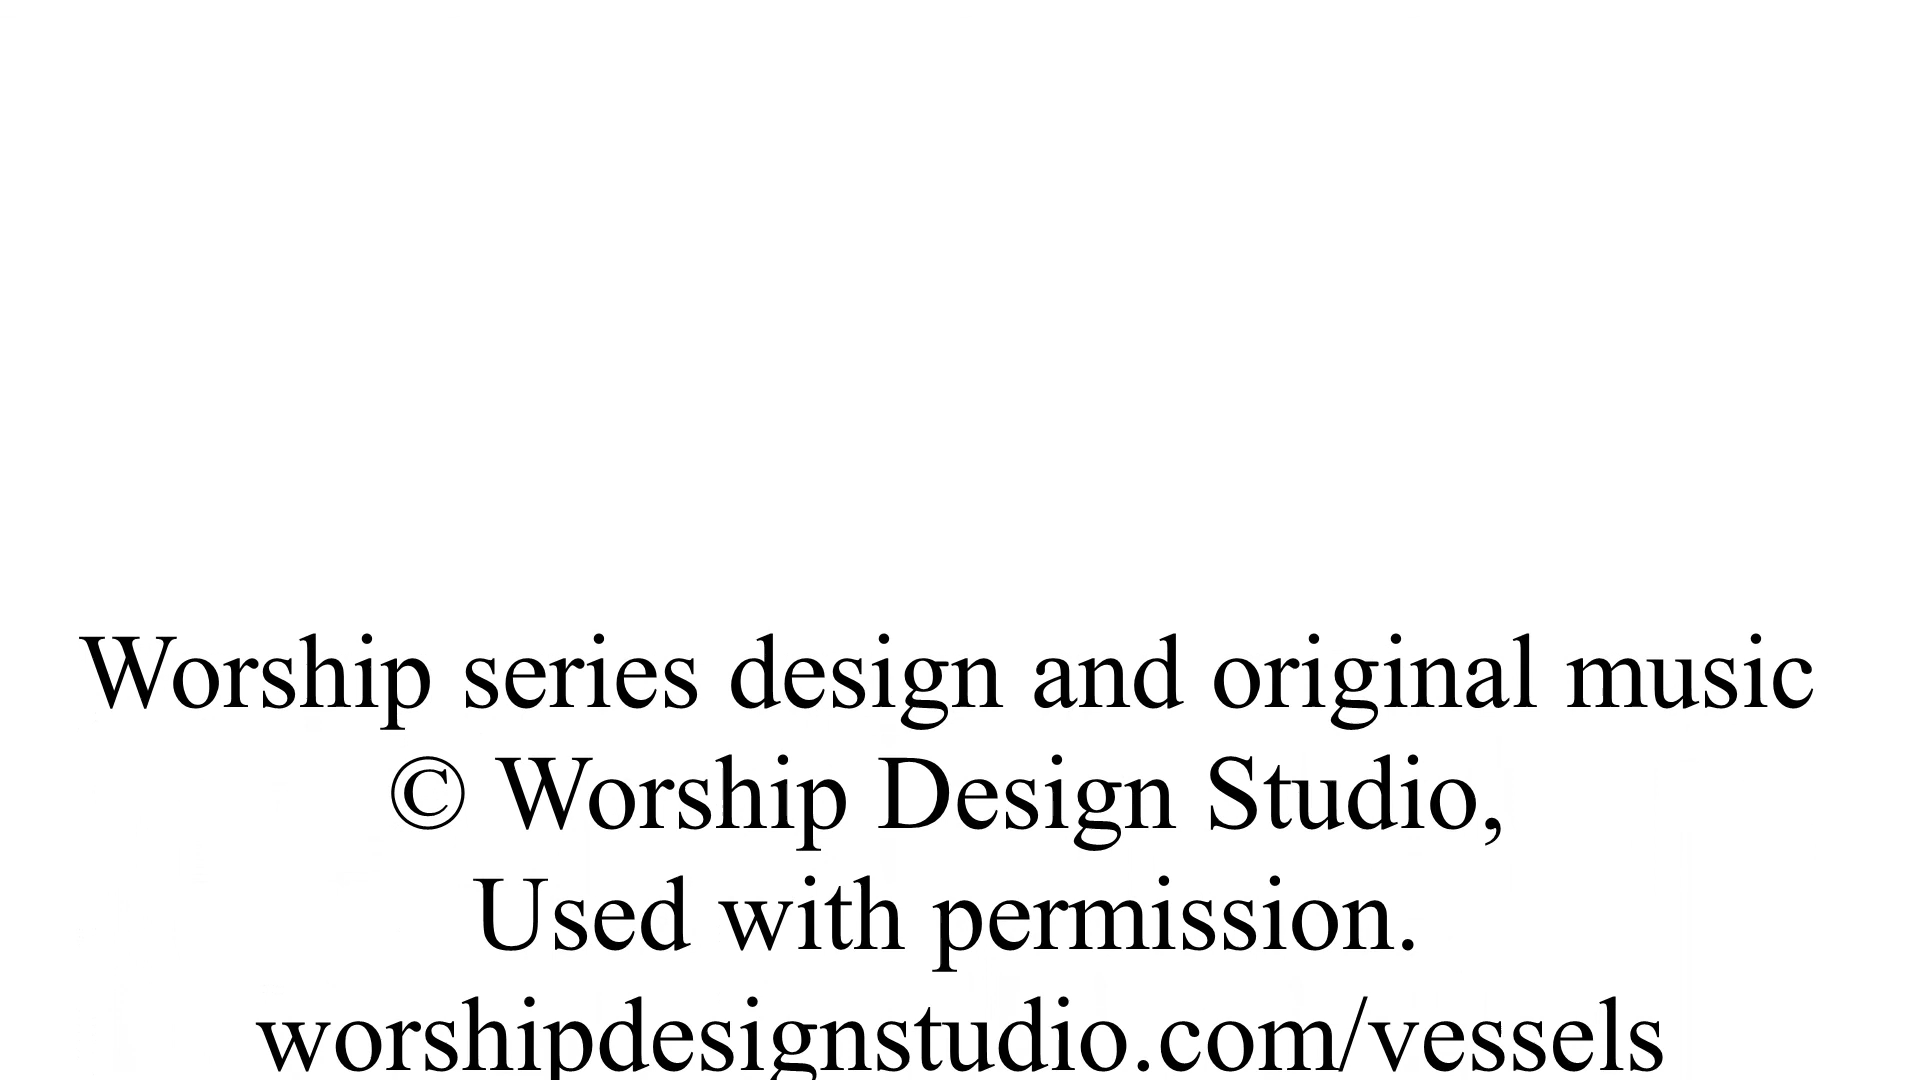 Worship series design and original music
© Worship Design Studio,
Used with permission.
worshipdesignstudio.com/vessels